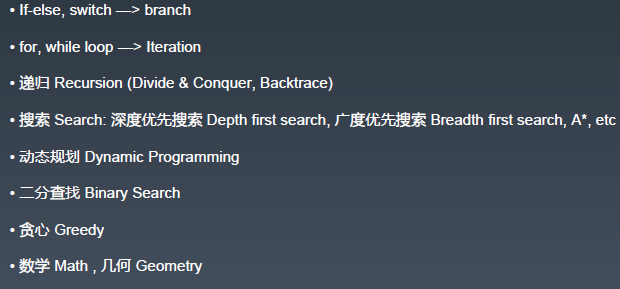 • If-else, switch —> branch
• for, while loop —> Iteration
• 递归 Recursion (Divide & Conquer, Backtrace)
• 搜索 Search: 深度优先搜索 Depth first search, 广度优先搜索 Breadth first search, A*, etc
• 动态规划 Dynamic Programming
• 二分查找 Binary Search
• 贪心 Greedy
• 数学 Math , 几何 Geometry